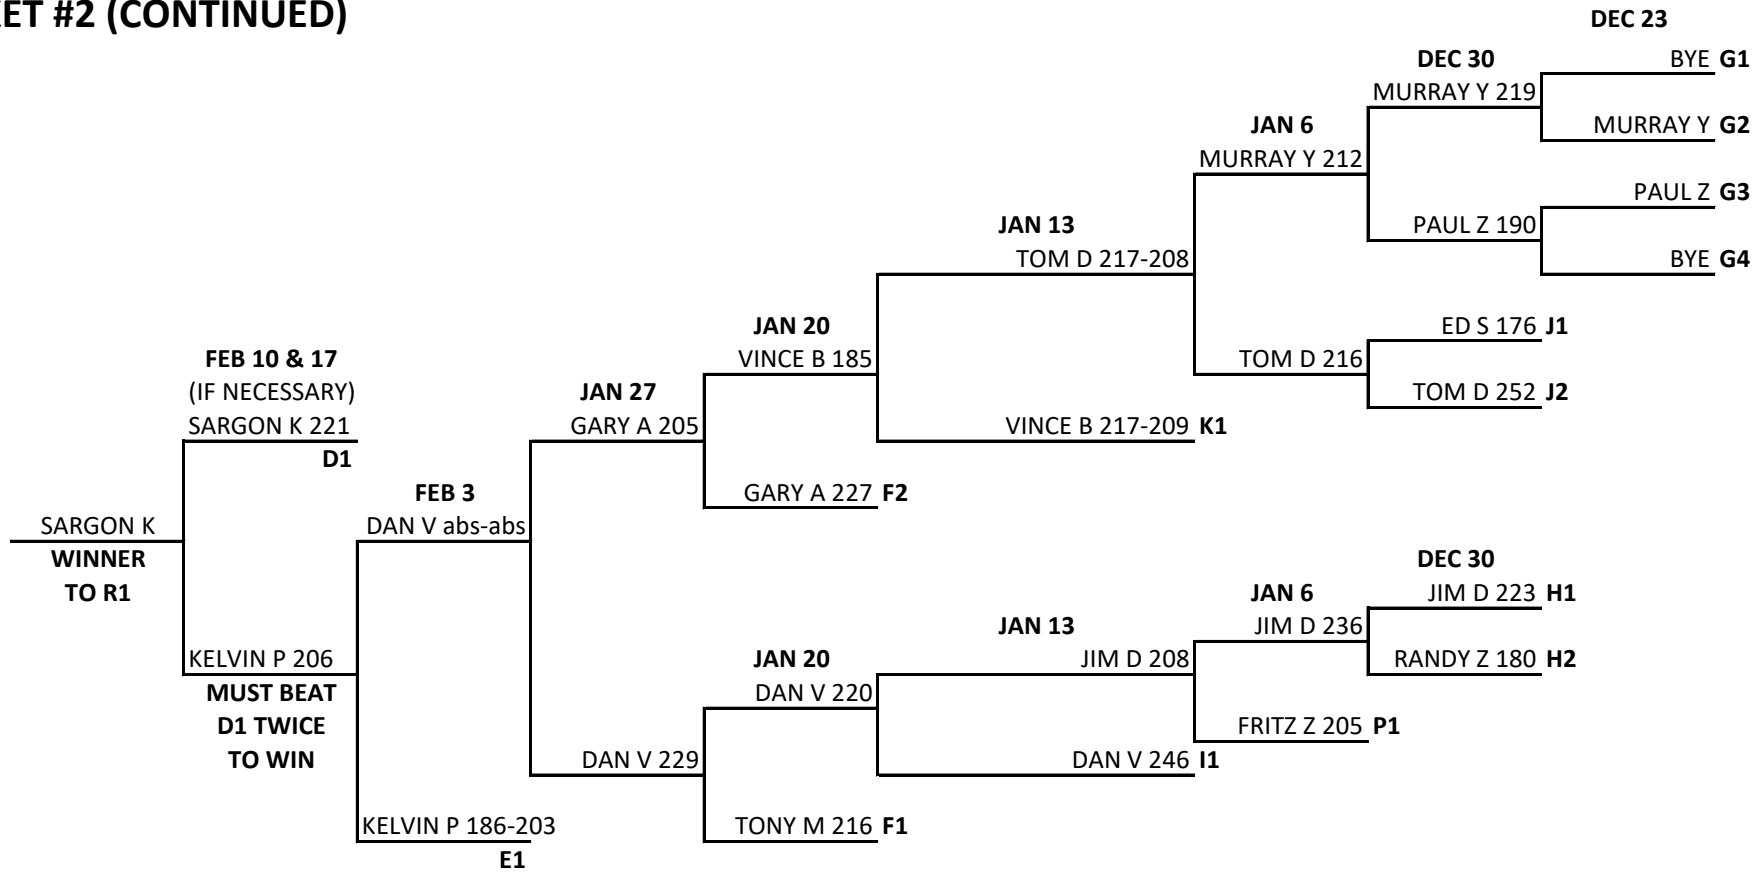 KET #2 (CONTINUED)
DEC 23
DEC 30
BYE G1
MURRAY Y 219
JAN 6
MURRAY Y G2
MURRAY Y 212
PAUL Z G3
JAN 13
PAUL Z 190
TOM D 217-208
BYE G4
JAN 20
ED S 176 J1
FEB 10 & 17
VINCE B 185
TOM D 216
(IF NECESSARY)
JAN 27
TOM D 252 J2
SARGON K 221
GARY A 205
VINCE B 217-209 K1
D1
FEB 3
GARY A 227 F2
SARGON K
DAN V abs-abs
WINNER
DEC 30
TO R1
JAN 6
JIM D 223 H1
JAN 13
JIM D 236
KELVIN P 206
JAN 20
JIM D 208
RANDY Z 180 H2
MUST BEAT
DAN V 220
D1 TWICE
FRITZ Z 205 P1
TO WIN
DAN V 229
DAN V 246 I1
KELVIN P 186-203
TONY M 216 F1
E1